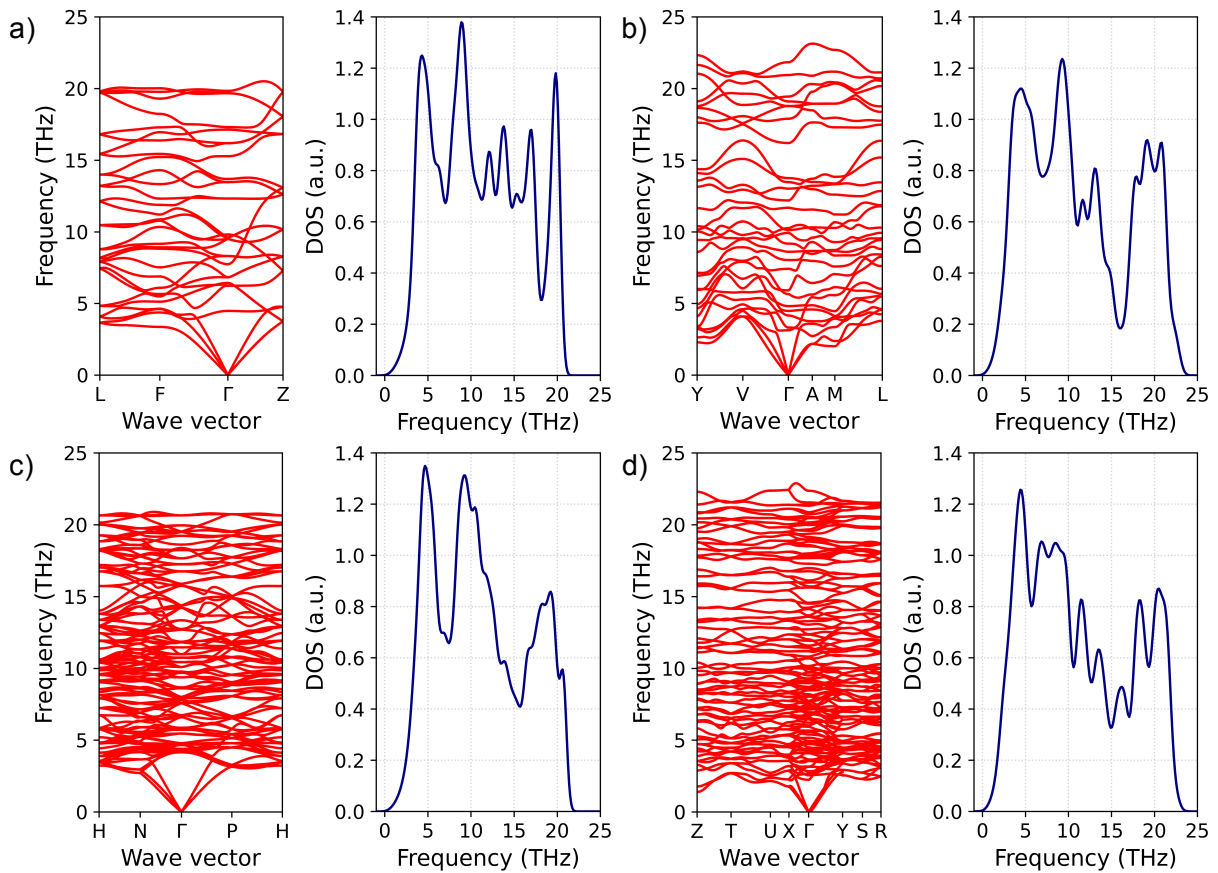 a)
25
20
15
10
5
0
Frequency (THz)
L F Γ Z
Wave vector
1.4
1.2
1.0
0.8
0.6
0.4
0.2
0.0
DOS (a.u.)
0 5 10 15 20 25
Frequency (THz)
b)
25
20
15
10
5
0
Frequency (THz)
Y V Γ A M L
Wave vector
1.4
1.2
1.0
0.8
0.6
0.4
0.2
0.0
DOS (a.u.)
0 5 10 15 20 25
Frequency (THz)
c)
25
20
15
10
5
0
Frequency (THz)
H N Γ P H
Wave vector
1.4
1.2
1.0
0.8
0.6
0.4
0.2
0.0
DOS (a.u.)
0 5 10 15 20 25
Frequency (THz)
d)
25
20
15
10
5
0
Frequency (THz)
Z T U X Γ Y S R
Wave vector
1.4
1.2
1.0
0.8
0.6
0.4
0.2
0.0
DOS (a.u.)
0 5 10 15 20 25
Frequency (THz)